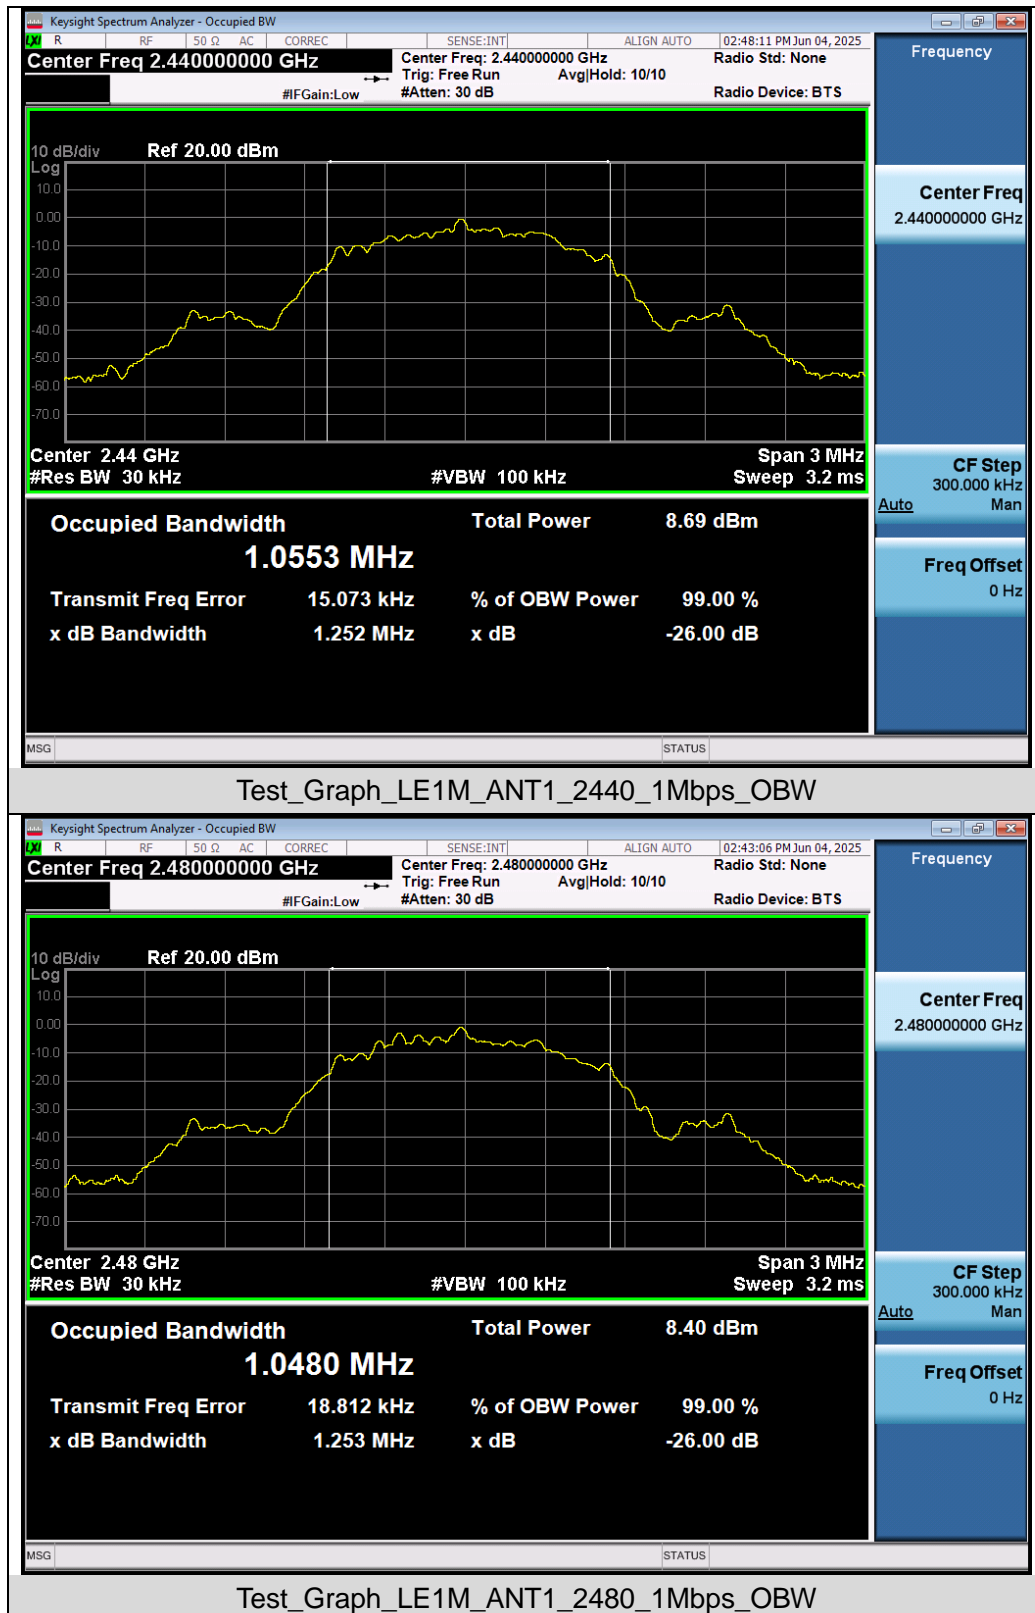 Keysight Spectrum Analyzer - Occupied BW
LXI R RF 50 Ω AC CORREC SENSE:INT ALIGN AUTO 02:48:11 PM Jun 04, 2025
Center Freq 2.440000000 GHz Center Freq: 2.440000000 GHz Radio Std: None
Trig: Free Run Avg|Hold: 10/10
#IFGain:Low #Atten: 30 dB Radio Device: BTS
Frequency
10 dB/div Ref 20.00 dBm
Log
10.0
0.00
-10.0
-20.0
-30.0
-40.0
-50.0
-60.0
-70.0
Center 2.44 GHz Span 3 MHz
#Res BW 30 kHz #VBW 100 kHz Sweep 3.2 ms
Center Freq
2.440000000 GHz
CF Step
300.000 kHz
Auto Man
Freq Offset
0 Hz
Occupied Bandwidth Total Power 8.69 dBm
1.0553 MHz
Transmit Freq Error 15.073 kHz % of OBW Power 99.00 %
x dB Bandwidth 1.252 MHz x dB -26.00 dB
MSG STATUS
Test_Graph_LE1M_ANT1_2440_1Mbps_OBW
Keysight Spectrum Analyzer - Occupied BW
LXI R RF 50 Ω AC CORREC SENSE:INT ALIGN AUTO 02:43:06 PM Jun 04, 2025
Center Freq 2.480000000 GHz Center Freq: 2.480000000 GHz Radio Std: None
Trig: Free Run Avg|Hold: 10/10
#IFGain:Low #Atten: 30 dB Radio Device: BTS
Frequency
10 dB/div Ref 20.00 dBm
Log
10.0
0.00
-10.0
-20.0
-30.0
-40.0
-50.0
-60.0
-70.0
Center 2.48 GHz Span 3 MHz
#Res BW 30 kHz #VBW 100 kHz Sweep 3.2 ms
Center Freq
2.480000000 GHz
CF Step
300.000 kHz
Auto Man
Freq Offset
0 Hz
Occupied Bandwidth Total Power 8.40 dBm
1.0480 MHz
Transmit Freq Error 18.812 kHz % of OBW Power 99.00 %
x dB Bandwidth 1.253 MHz x dB -26.00 dB
MSG STATUS
Test_Graph_LE1M_ANT1_2480_1Mbps_OBW